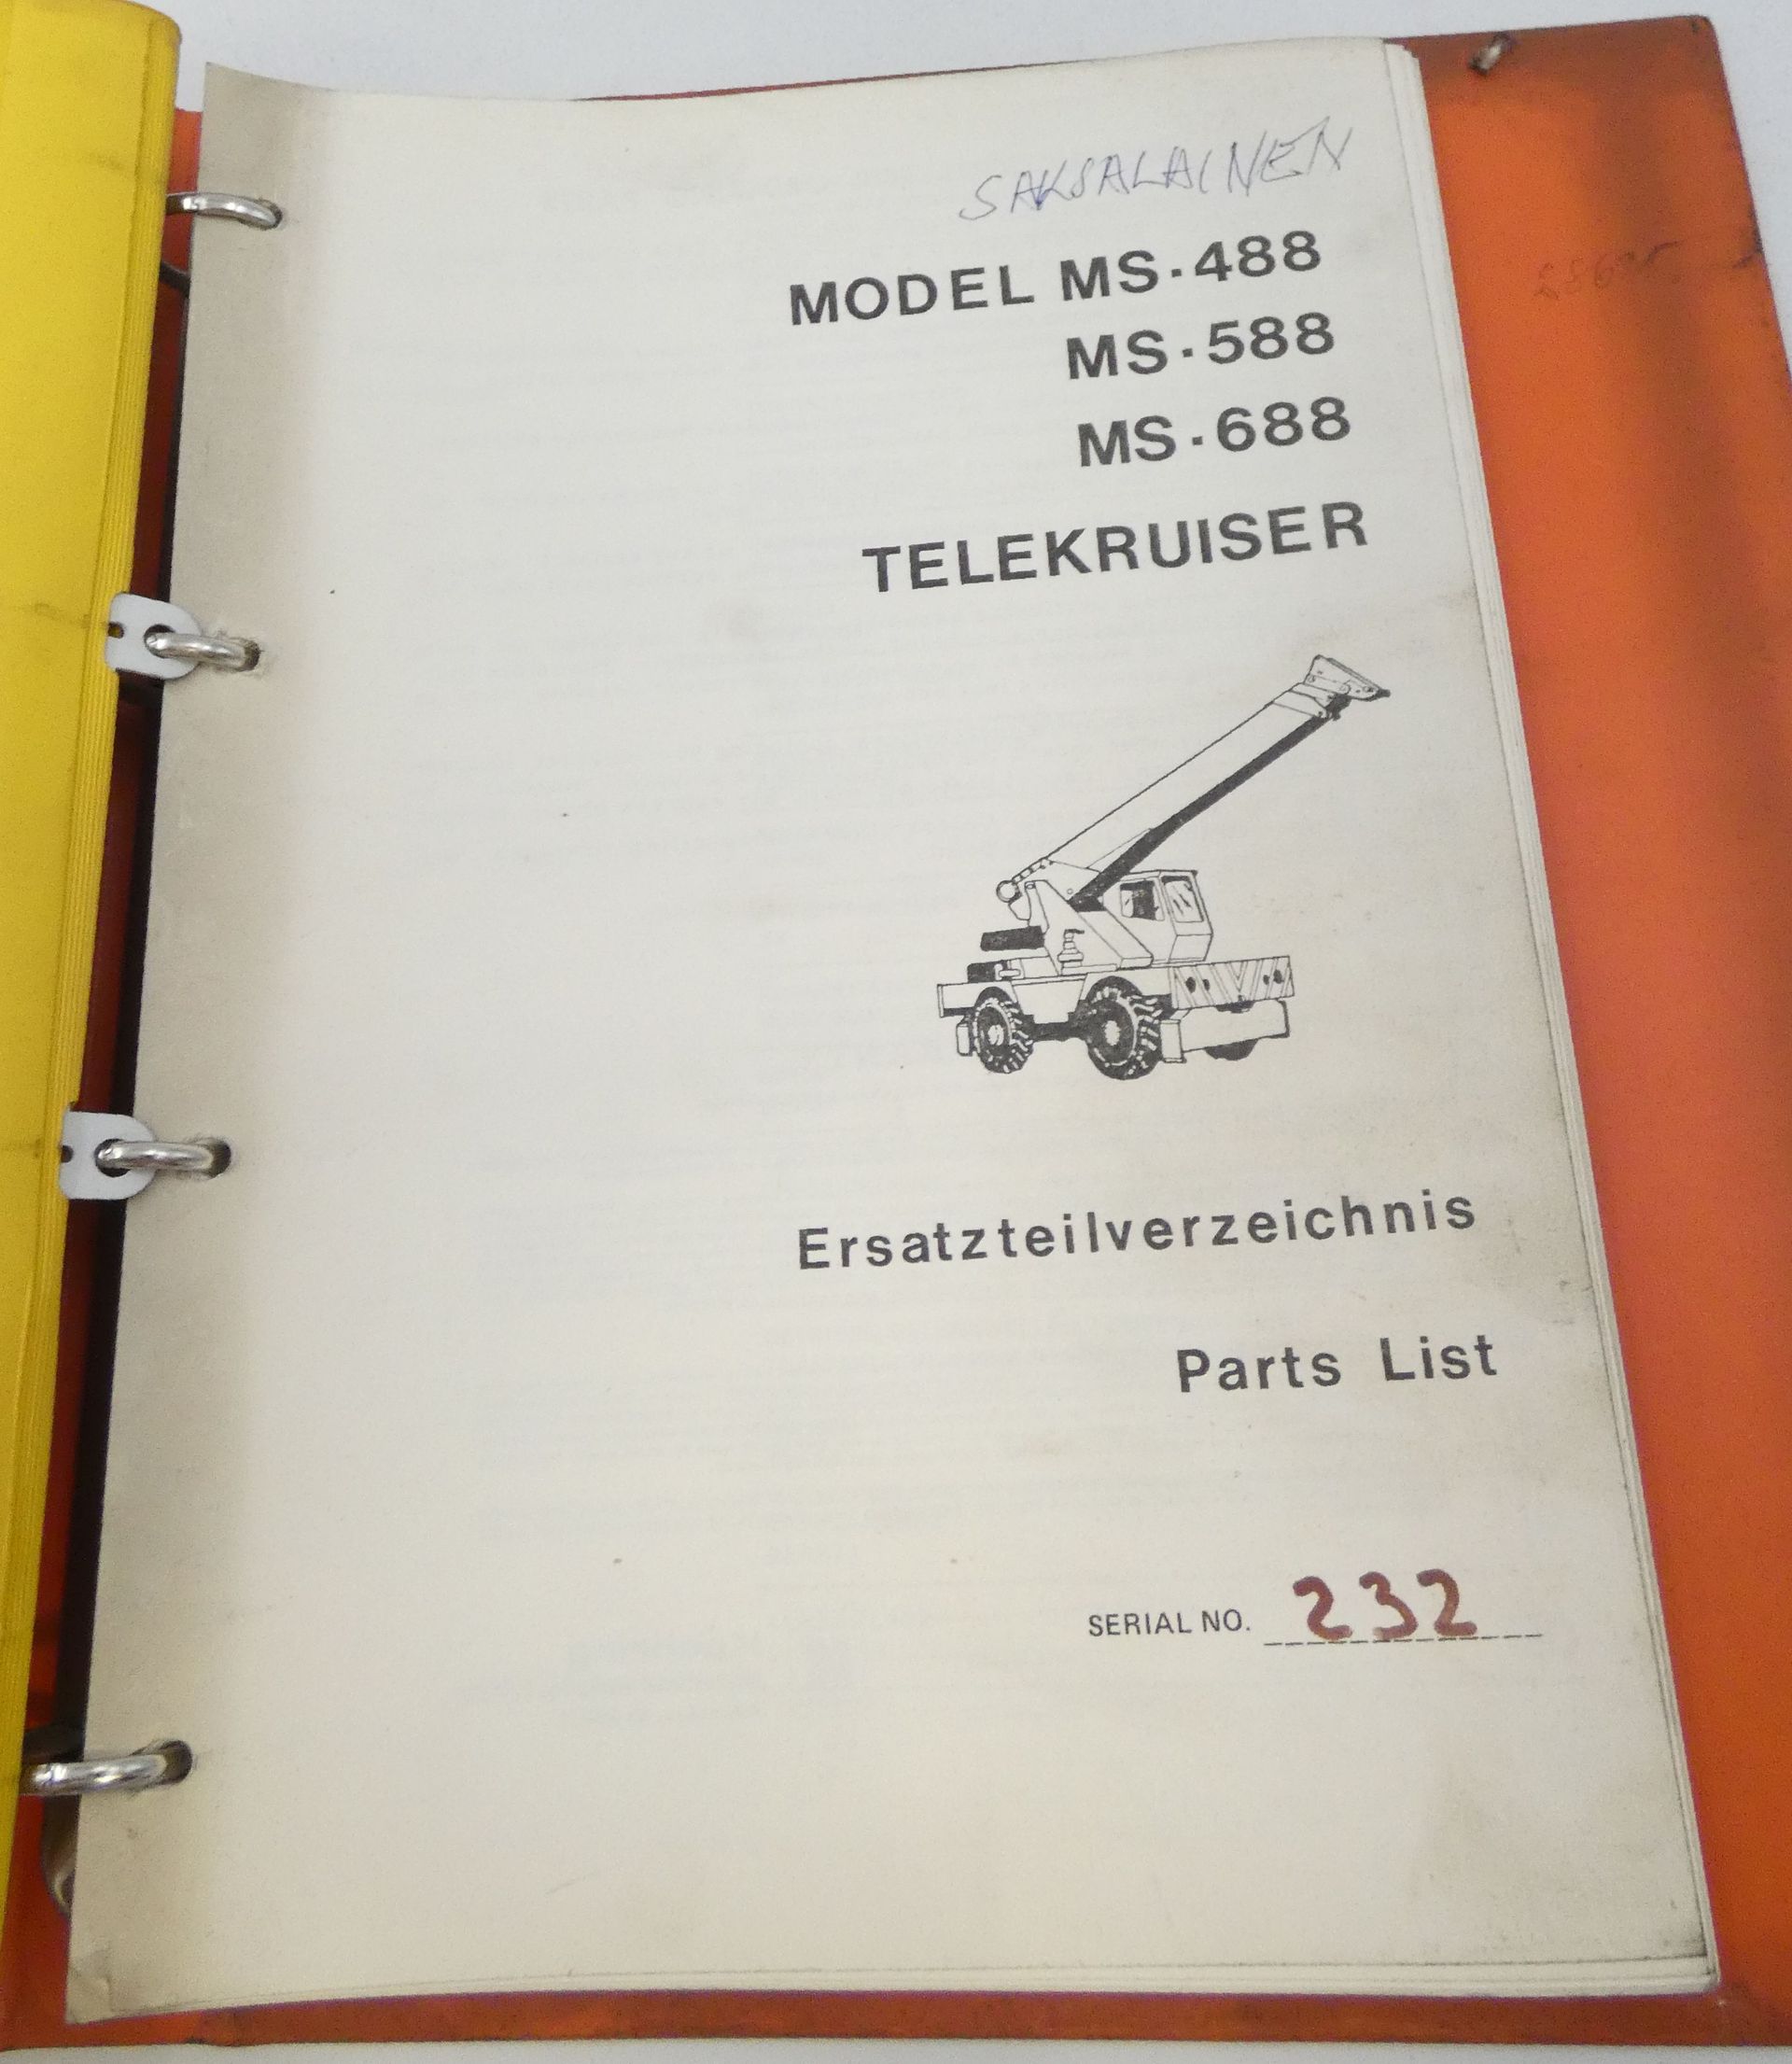 SAKSALAINEN
MODEL MS·488
MS·588
MS·688
TELEKRUISER
Ersatzteilverzeichnis
Parts List
SERIAL NO. 232